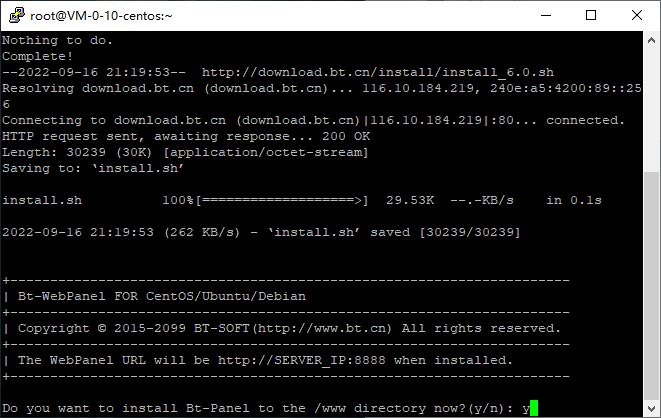 root@VM-0-10-centos:~
Nothing to do.
Complete!
--2022-09-16 21:19:53--  http://download.bt.cn/install/install_6.0.sh
Resolving download.bt.cn (download.bt.cn)... 116.10.184.219, 240e:a5:4200:89::25
6
Connecting to download.bt.cn (download.bt.cn)|116.10.184.219|:80... connected.
HTTP request sent, awaiting response... 200 OK
Length: 30239 (30K) [application/octet-stream]
Saving to: ‘install.sh’
install.sh          100%[===================>]  29.53K  --.-KB/s    in 0.1s
2022-09-16 21:19:53 (262 KB/s) - ‘install.sh’ saved [30239/30239]
+----------------------------------------------------------------------
| Bt-WebPanel FOR CentOS/Ubuntu/Debian
+----------------------------------------------------------------------
| Copyright © 2015-2099 BT-SOFT(http://www.bt.cn) All rights reserved.
+----------------------------------------------------------------------
| The WebPanel URL will be http://SERVER_IP:8888 when installed.
+----------------------------------------------------------------------
Do you want to install Bt-Panel to the /www directory now?(y/n): y